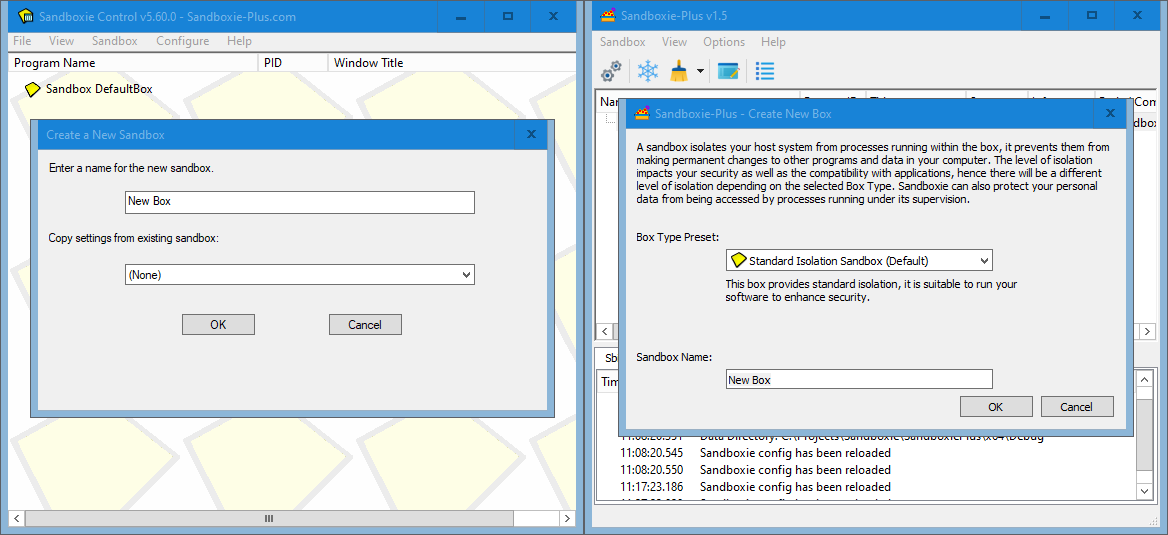 Sandboxie Control v5.60.0 - Sandboxie-Plus.com
File View Sandbox Configure Help
Program Name PID Window Title
Sandbox DefaultBox
Create a New Sandbox
Enter a name for the new sandbox.
New Box
Copy settings from existing sandbox:
(None)
OK Cancel
Sandboxie-Plus v1.5
Sandbox View Options Help
Sandboxie-Plus - Create New Box
A sandbox isolates your host system from processes running within the box, it prevents them from
making permanent changes to other programs and data in your computer. The level of isolation
impacts your security as well as the compatibility with applications, hence there will be a different
level of isolation depending on the selected Box Type. Sandboxie can also protect your personal
data from being accessed by processes running under its supervision.
Box Type Preset:
Standard Isolation Sandbox (Default)
This box provides standard isolation, it is suitable to run your
software to enhance security.
Sandbox Name:
New Box
OK Cancel
11:08:20.545 Sandboxie config has been reloaded
11:08:20.550 Sandboxie config has been reloaded
11:17:23.186 Sandboxie config has been reloaded